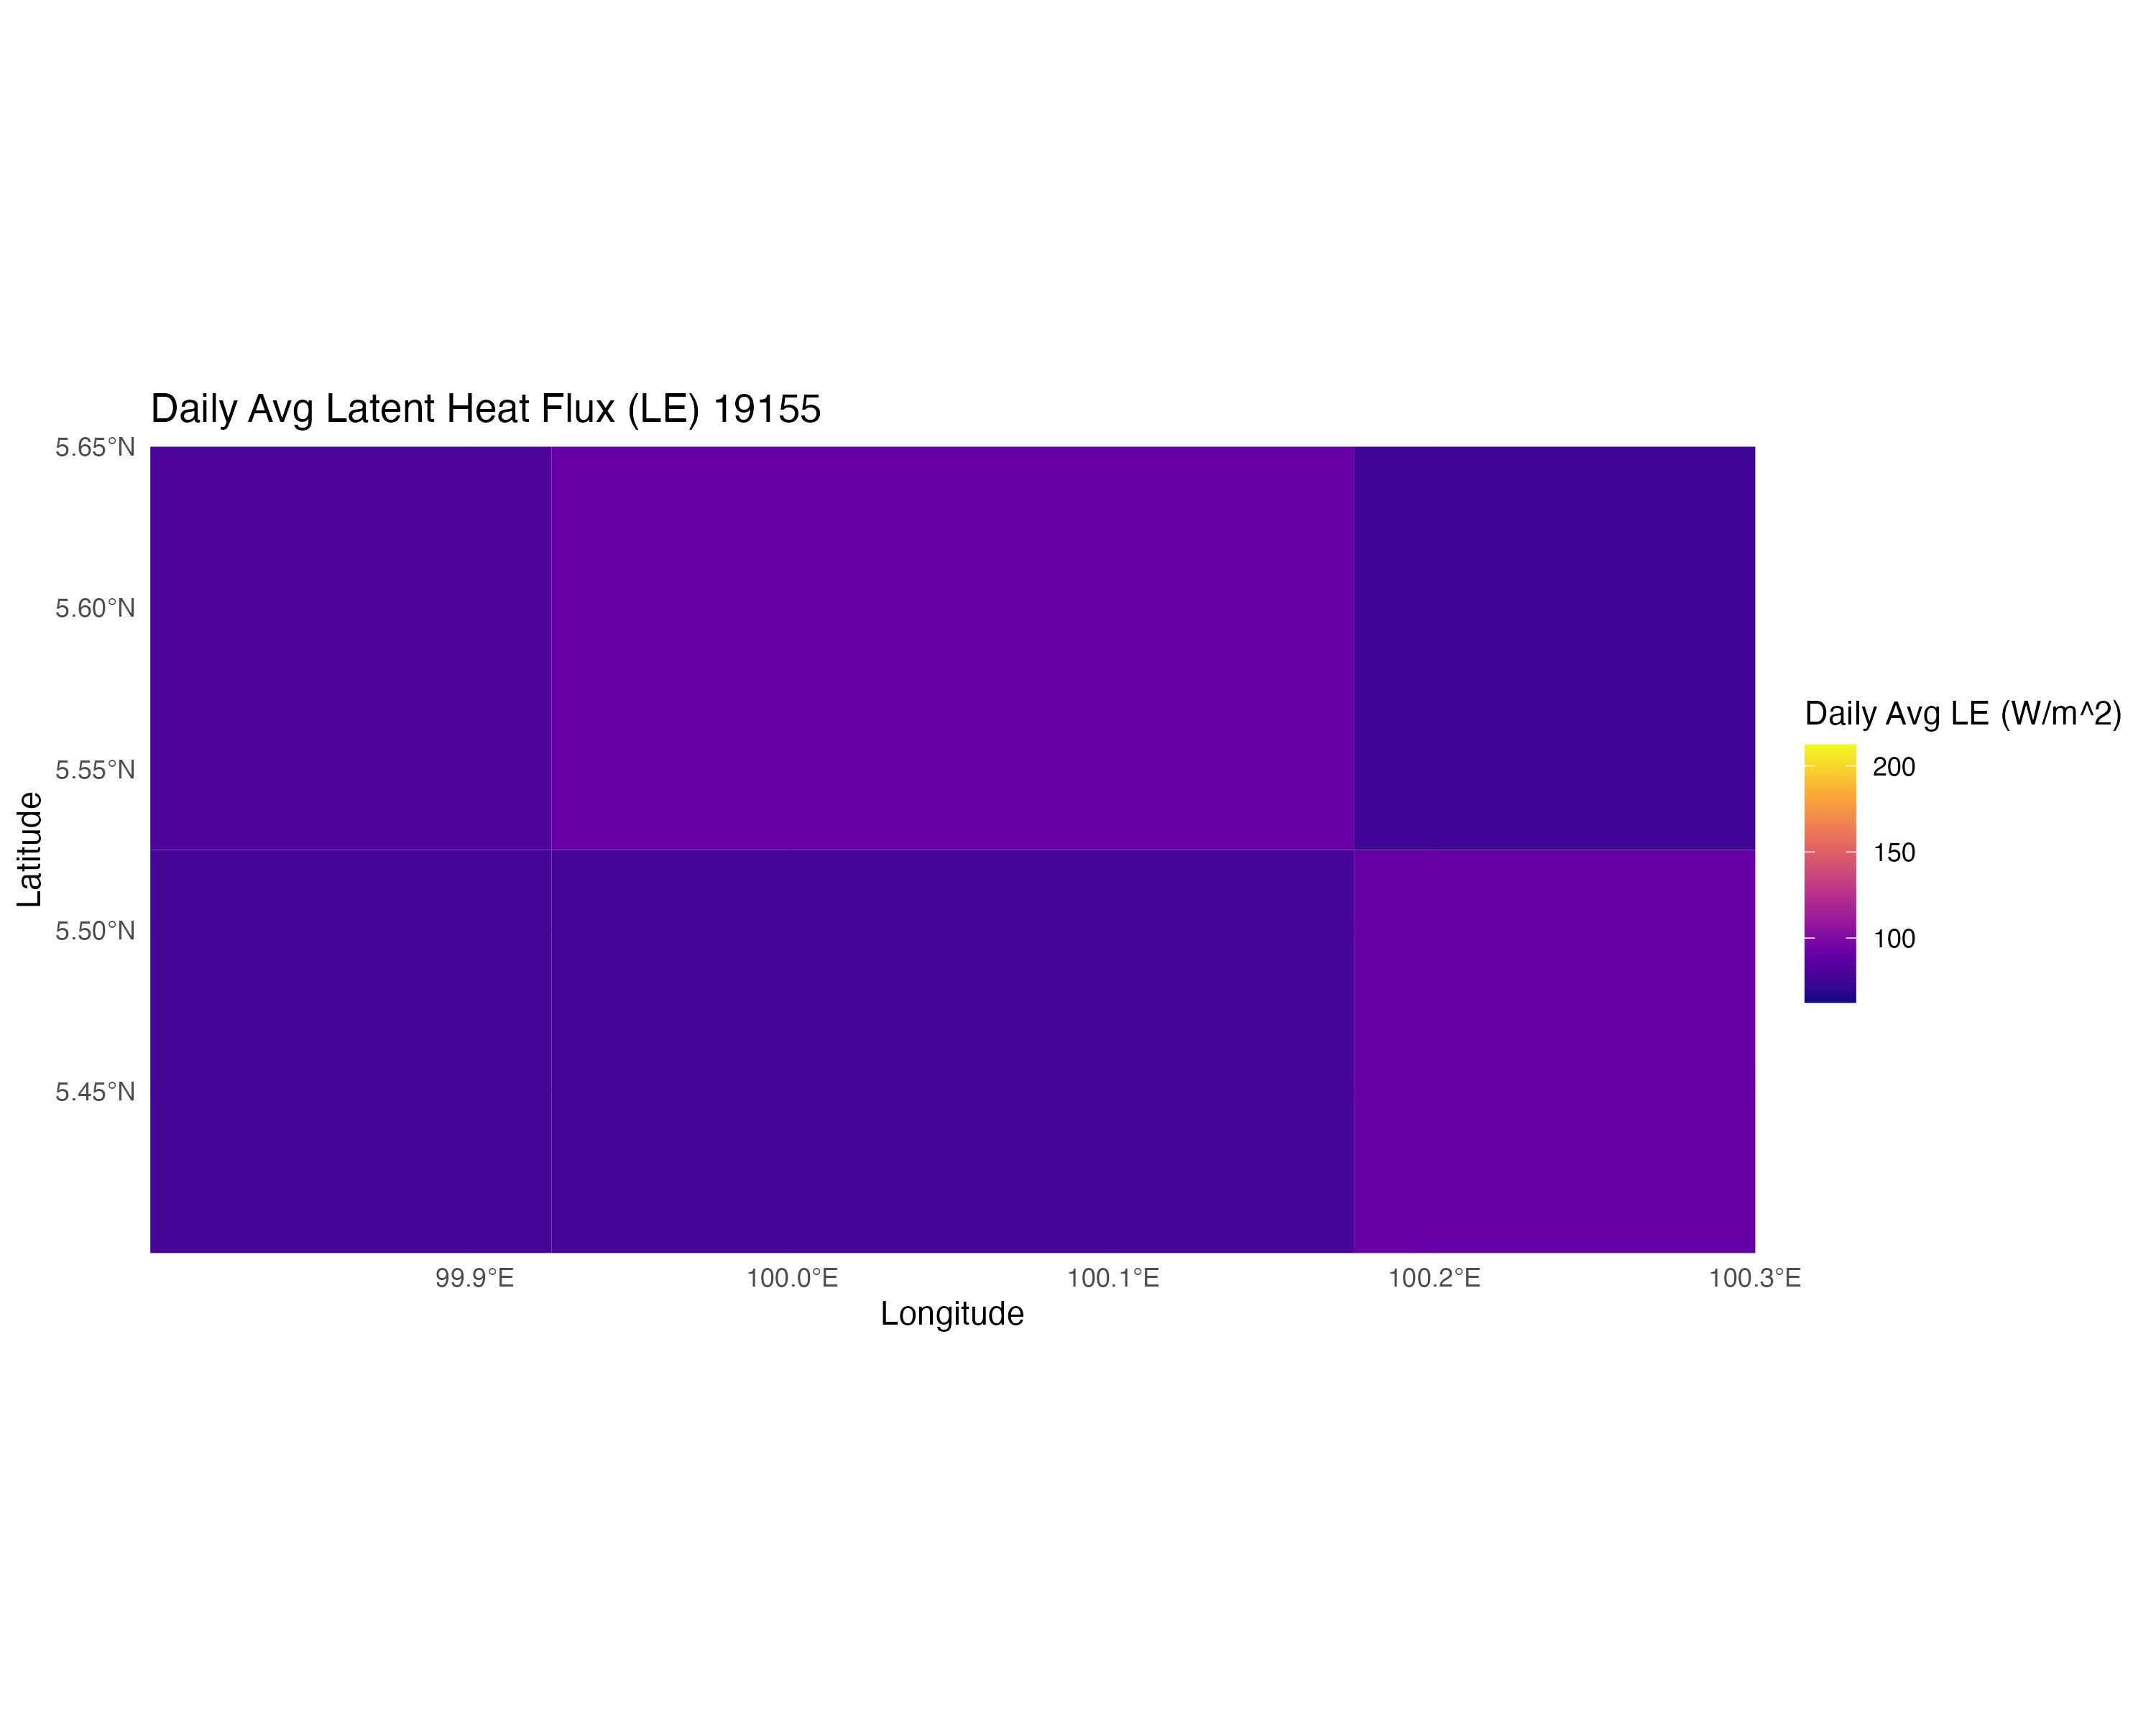 Daily Avg Latent Heat Flux (LE) 19155
5.65°N
5.60°N
5.55°N
5.50°N
5.45°N
Latitude
99.9°E
100.0°E
100.1°E
100.2°E
100.3°E
Longitude
Daily Avg LE (W/m^2)
200
150
100